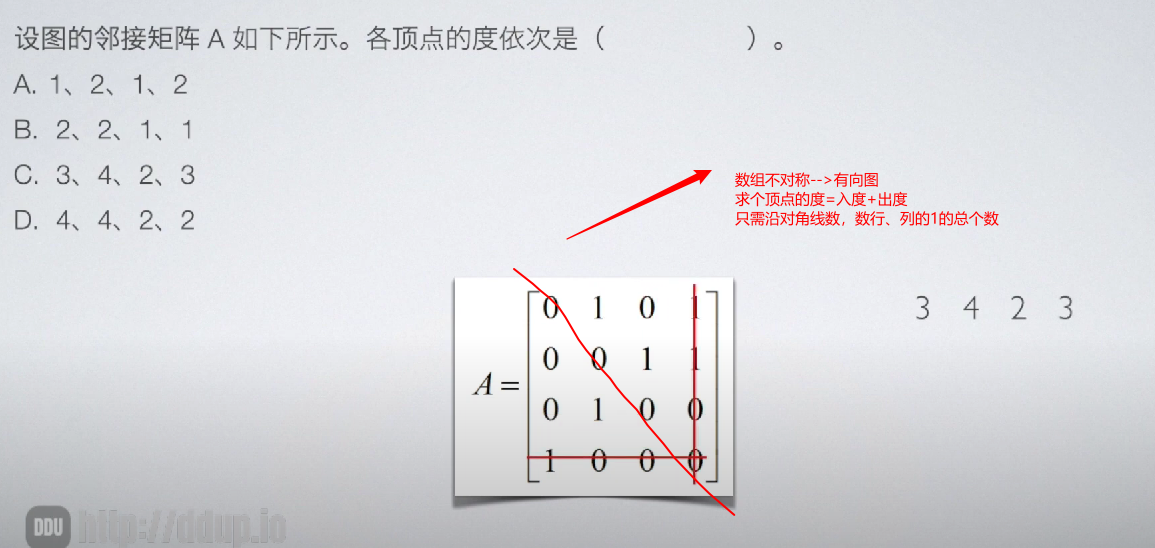 设图的邻接矩阵 A 如下所示。各顶点的度依次是（ ）。
A. 1、2、1、2
B. 2、2、1、1
C. 3、4、2、3
D. 4、4、2、2
数组不对称-->有向图
求个顶点的度=入度+出度
只需沿对角线数，数行、列的1的总个数
0 1 0 1
0 0 1 1
A =
0 1 0 0
1 0 0 0
3 4 2 3
DDU http://ddup.io